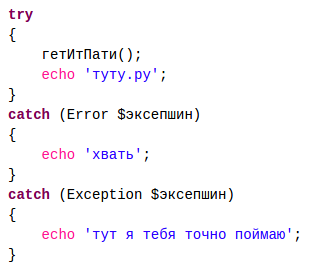 try
{
    гетИтПати();
    echo 'туту.ру';
}
catch (Error $эксепшин)
{
    echo 'хвать';
}
catch (Exception $эксепшин)
{
    echo 'тут я тебя точно поймаю';
}